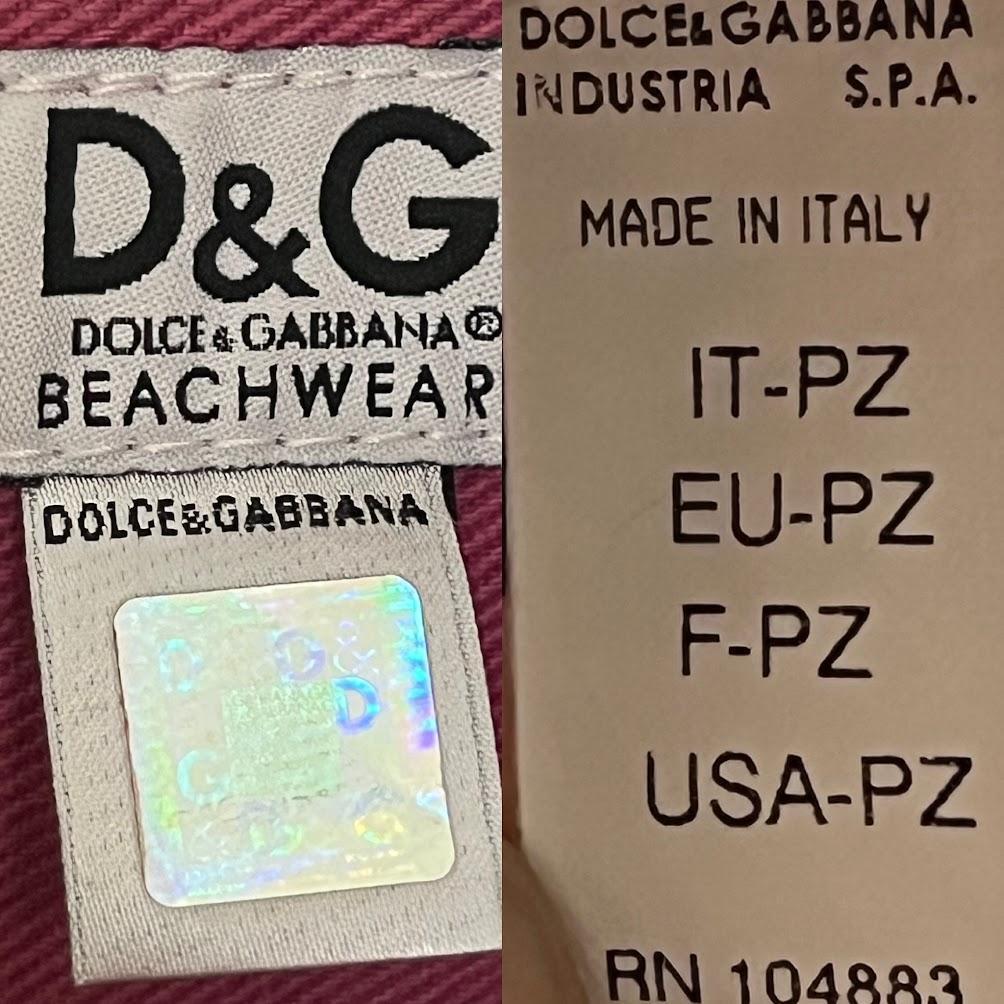 D&G
DOLCE & GABBANA®
BEACHWEAR
DOLCE&GABBANA
D D&
D
G
DOLCE&GABBANA
INDUSTRIA S.P.A.
MADE IN ITALY
IT-PZ
EU-PZ
F-PZ
USA-PZ
RN 104883